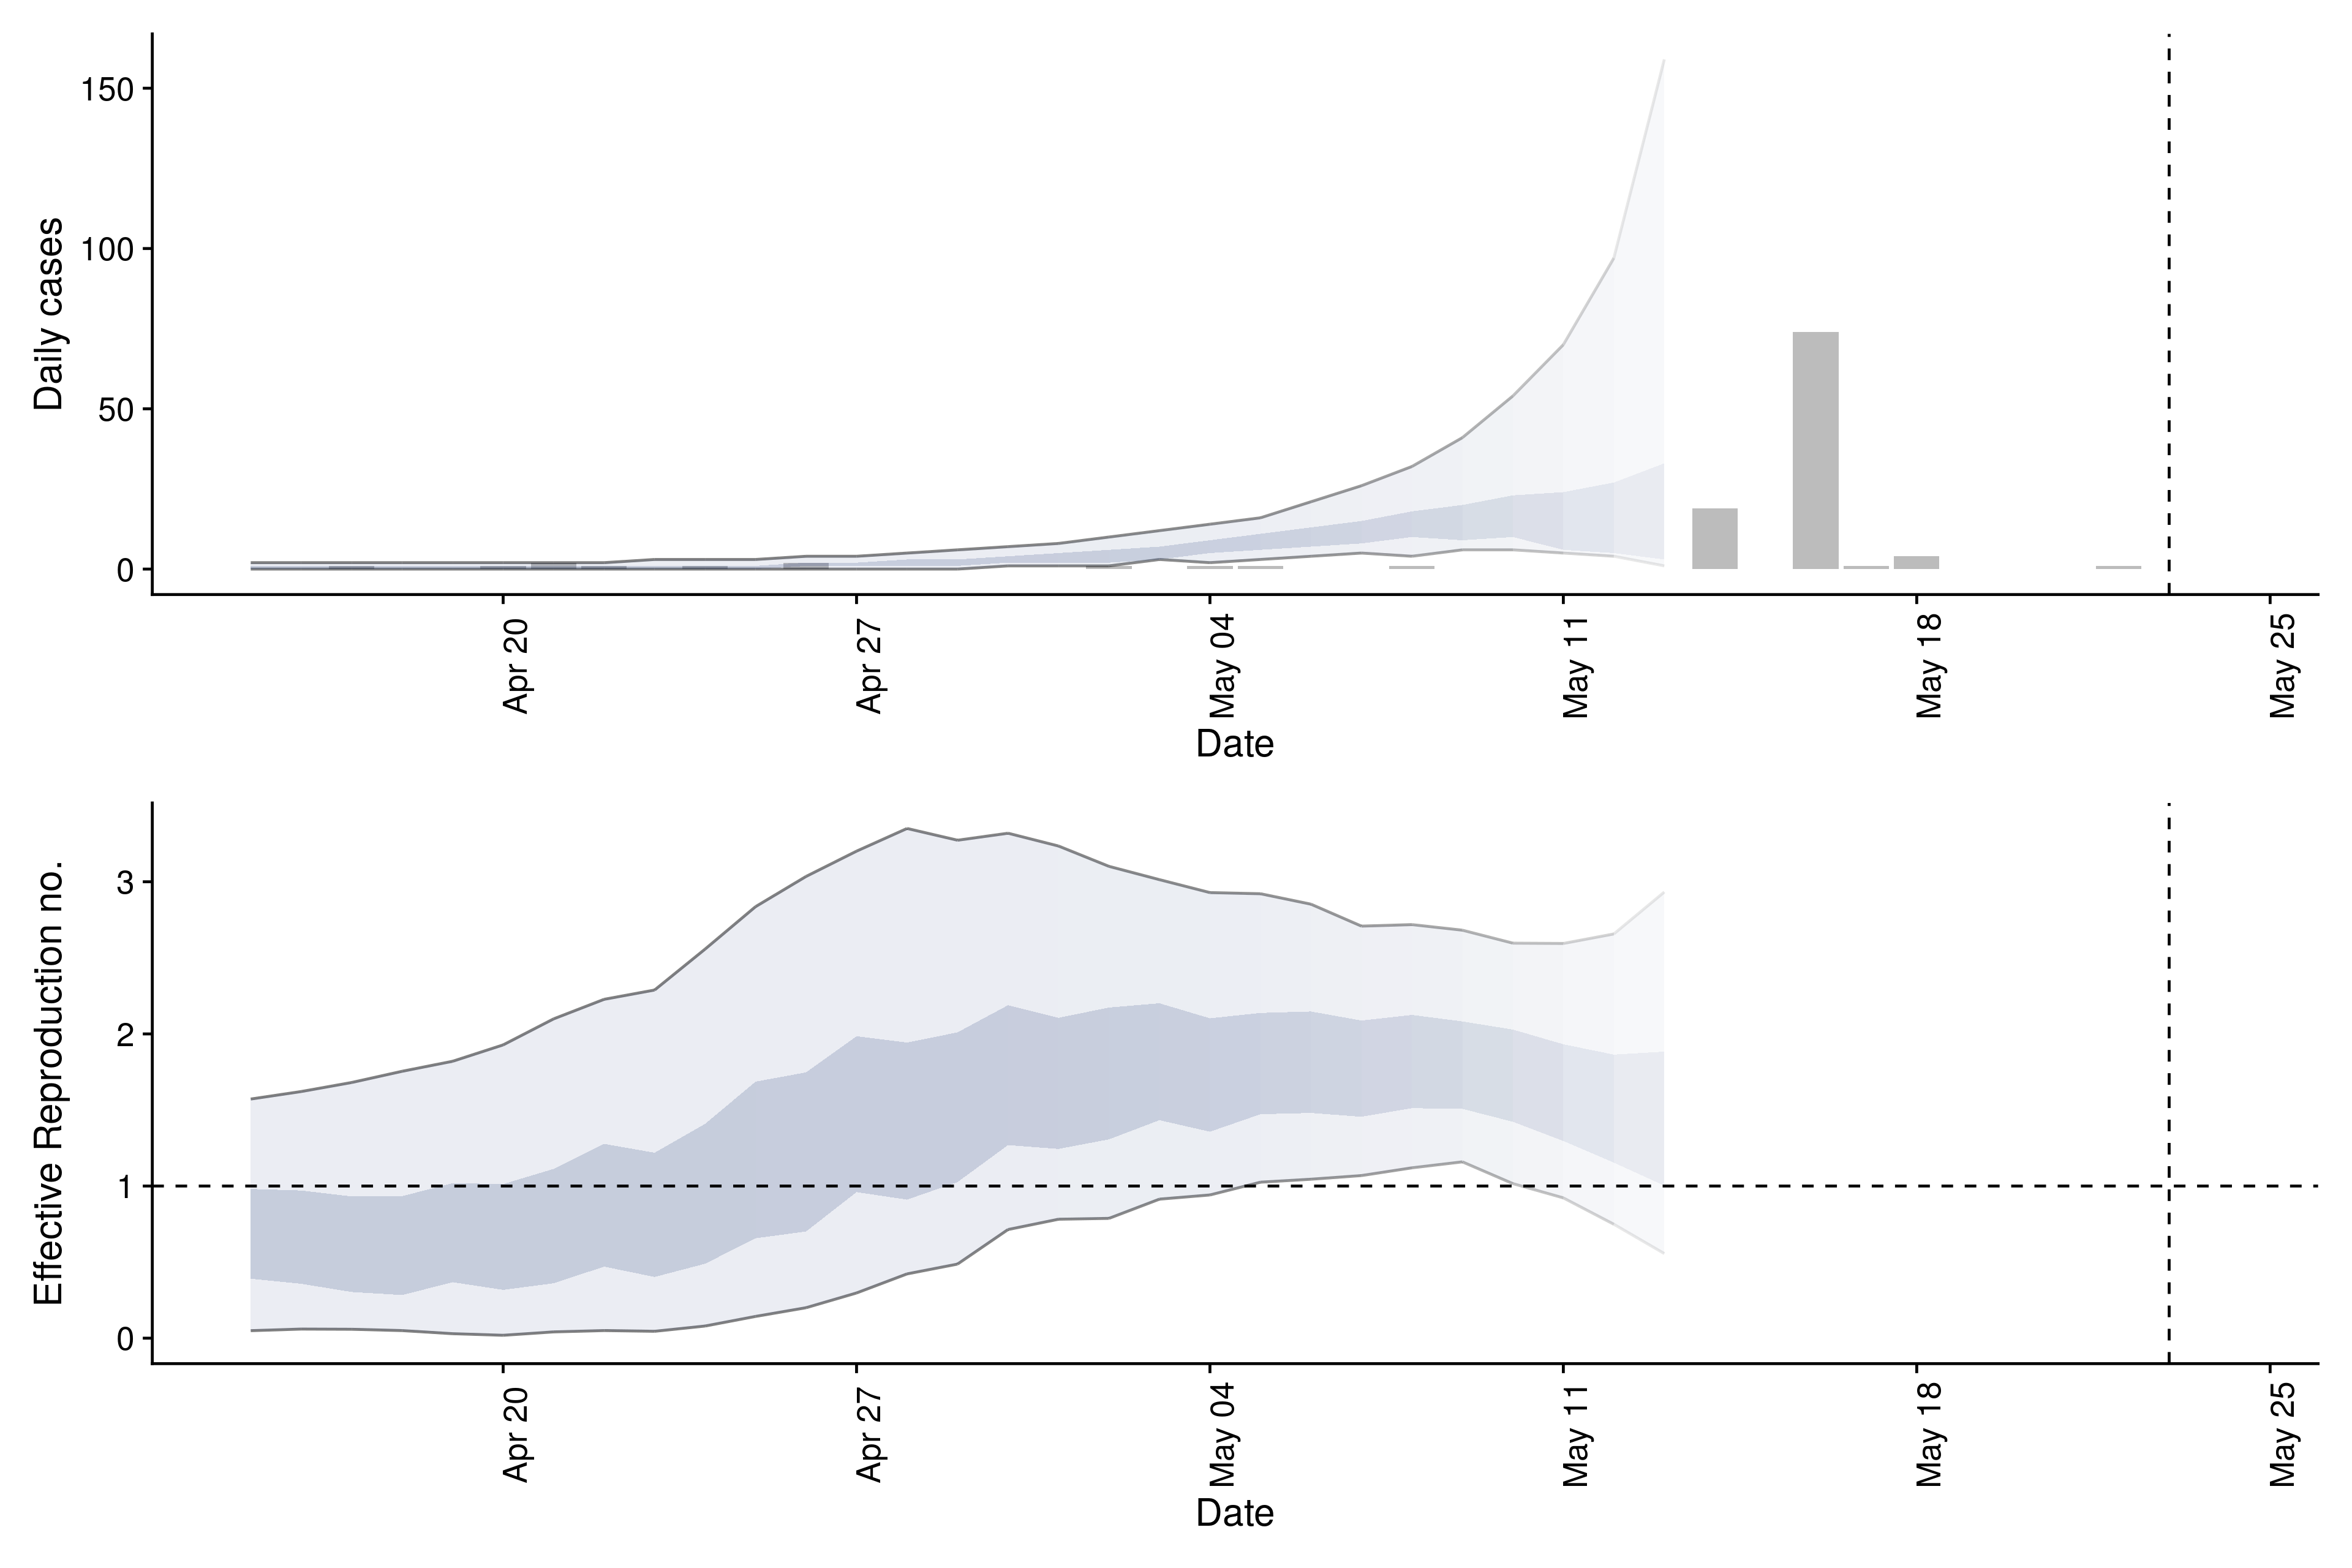 Daily cases
150
100
50
0
Apr 20
Apr 27
May 04
May 11
May 18
May 25
Date
Effective Reproduction no.
3
2
1
0
Apr 20
Apr 27
May 04
May 11
May 18
May 25
Date